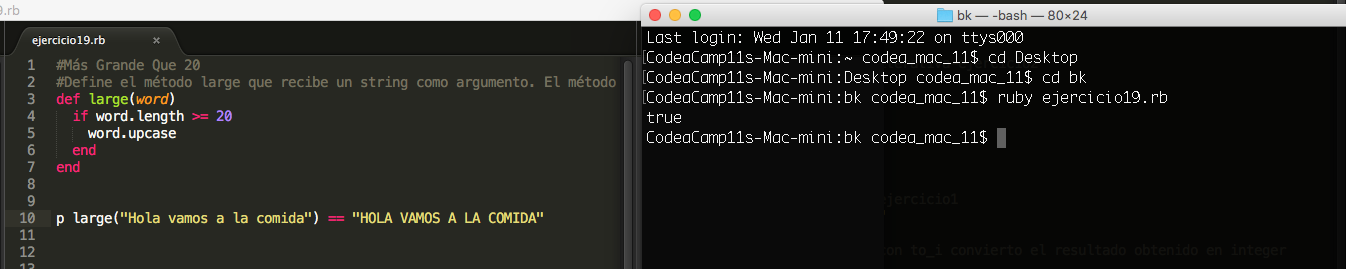 9.rb
ejercicio19.rb ×
1 #Más Grande Que 20
2 #Define el método large que recibe un string como argumento. El método
3 def large(word)
4 if word.length >= 20
5 word.upcase
6 end
7 end
8
9
10 p large("Hola vamos a la comida") == "HOLA VAMOS A LA COMIDA"
11
12
13
bk — -bash — 80×24
Last login: Wed Jan 11 17:49:22 on ttys000
[CodeaCamp11s-Mac-mini:~ codea_mac_11$ cd Desktop
[CodeaCamp11s-Mac-mini:Desktop codea_mac_11$ cd bk
[CodeaCamp11s-Mac-mini:bk codea_mac_11$ ruby ejercicio19.rb
true
CodeaCamp11s-Mac-mini:bk codea_mac_11$
ejercicio1
con to_i convierto el resultado obtenido en integer